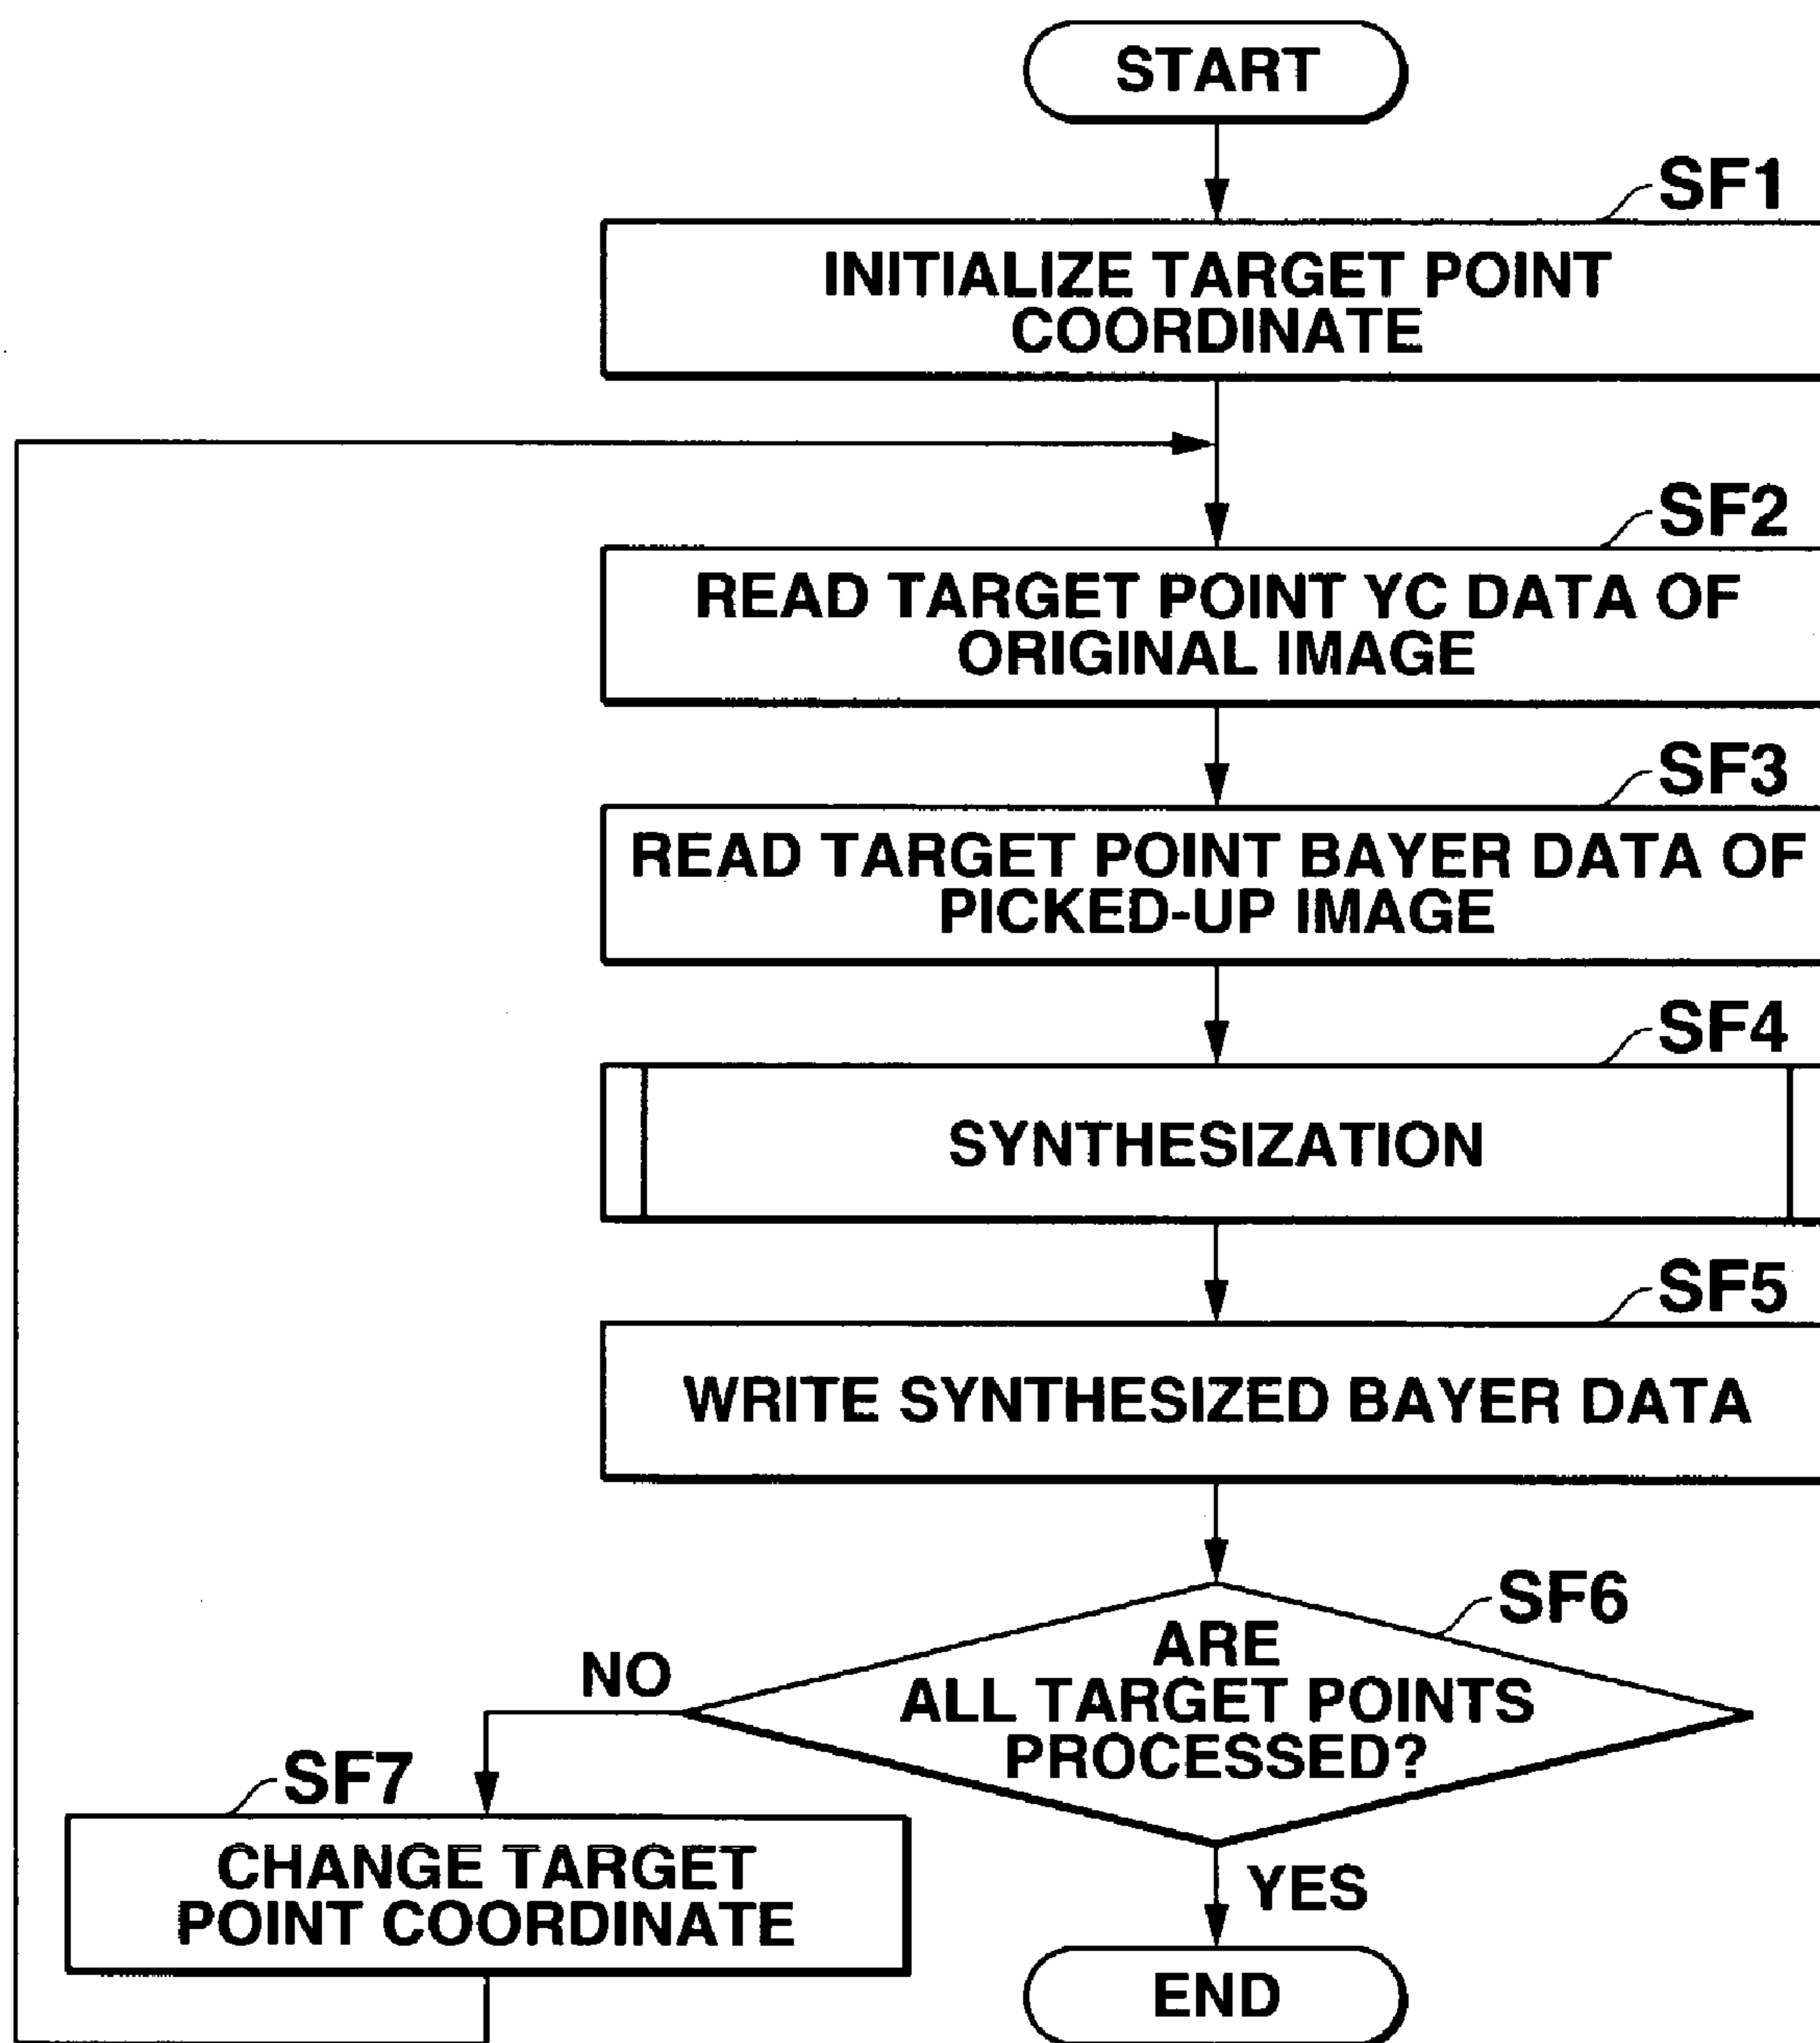 START
SF1
INITIALIZE TARGET POINT
COORDINATE
SF2
READ TARGET POINT YC DATA OF
ORIGINAL IMAGE
SF3
READ TARGET POINT BAYER DATA OF
PICKED-UP IMAGE
SF4
SYNTHESIZATION
SF5
WRITE SYNTHESIZED BAYER DATA
SF6
ARE
ALL TARGET POINTS
PROCESSED?
NO
SF7
CHANGE TARGET
POINT COORDINATE
YES
END